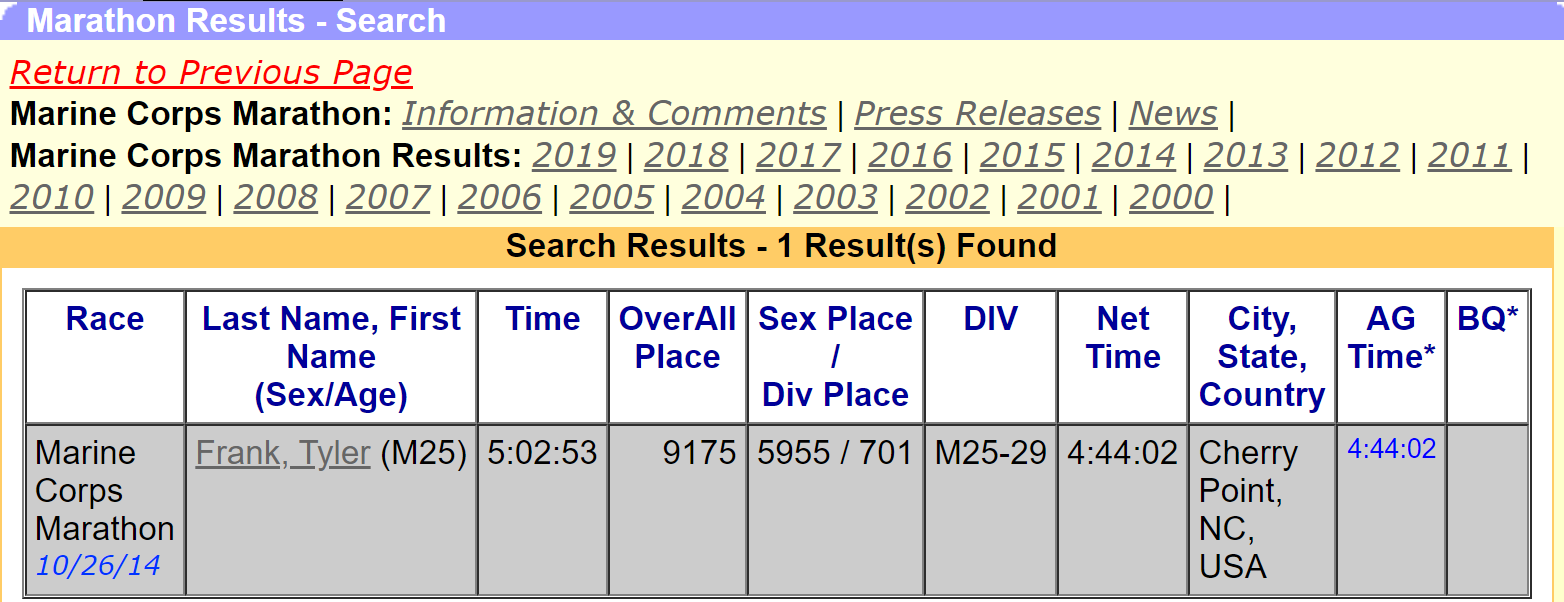 Marathon Results - Search
Return to Previous Page
Marine Corps Marathon: Information & Comments | Press Releases | News |
Marine Corps Marathon Results: 2019 | 2018 | 2017 | 2016 | 2015 | 2014 | 2013 | 2012 | 2011 |
2010 | 2009 | 2008 | 2007 | 2006 | 2005 | 2004 | 2003 | 2002 | 2001 | 2000 |
Search Results - 1 Result(s) Found
Race
Last Name, First
Name
(Sex/Age)
Time
OverAll
Place
Sex Place
/
Div Place
DIV
Net
Time
City,
State,
Country
AG
Time*
BQ*
Marine
Corps
Marathon
10/26/14
Frank, Tyler (M25)
5:02:53
9175
5955 / 701
M25-29
4:44:02
Cherry
Point,
NC,
USA
4:44:02